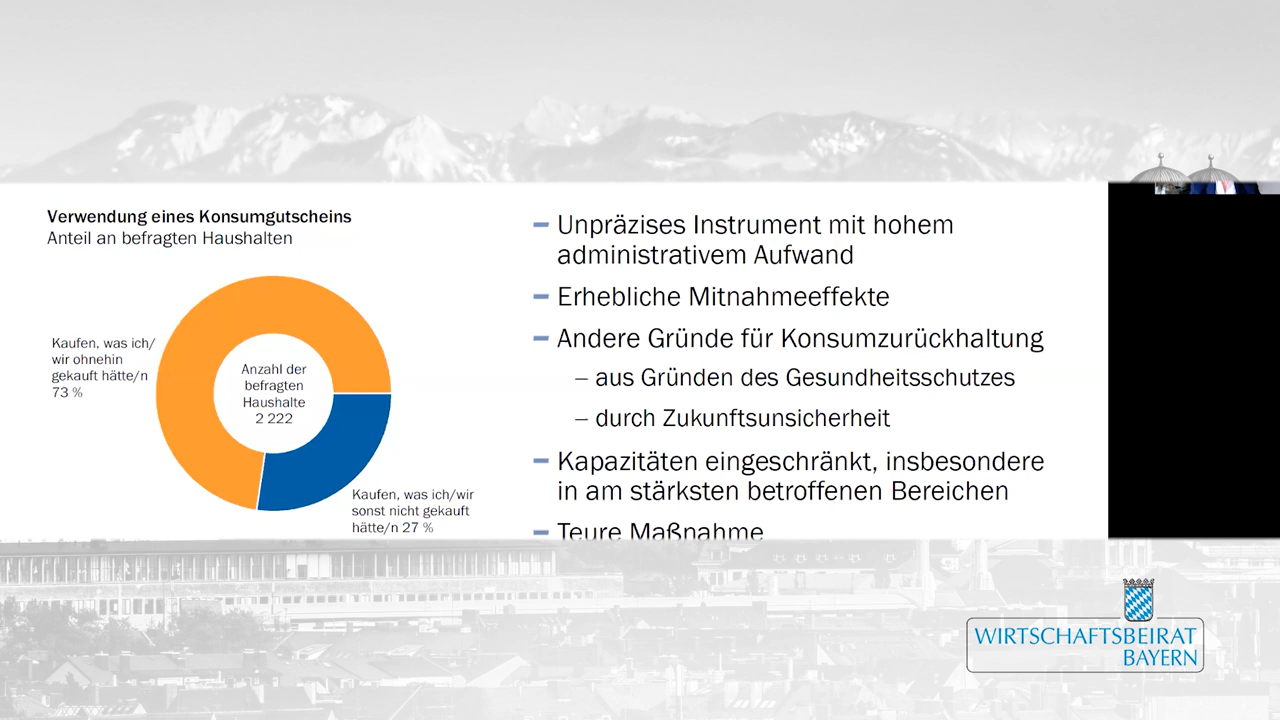 Verwendung eines Konsumgutscheins
Anteil an befragten Haushalten
Kaufen, was ich/
wir ohnehin
gekauft hätte/n
73 %
Anzahl der
befragten
Haushalte
2 222
Kaufen, was ich/wir
sonst nicht gekauft
hätte/n 27 %
– Unpräzises Instrument mit hohem
administrativem Aufwand
– Erhebliche Mitnahmeeffekte
– Andere Gründe für Konsumzurückhaltung
– aus Gründen des Gesundheitsschutzes
– durch Zukunftsunsicherheit
– Kapazitäten eingeschränkt, insbesondere
in am stärksten betroffenen Bereichen
– Teure Maßnahme
WIRTSCHAFTSBEIRAT
BAYERN